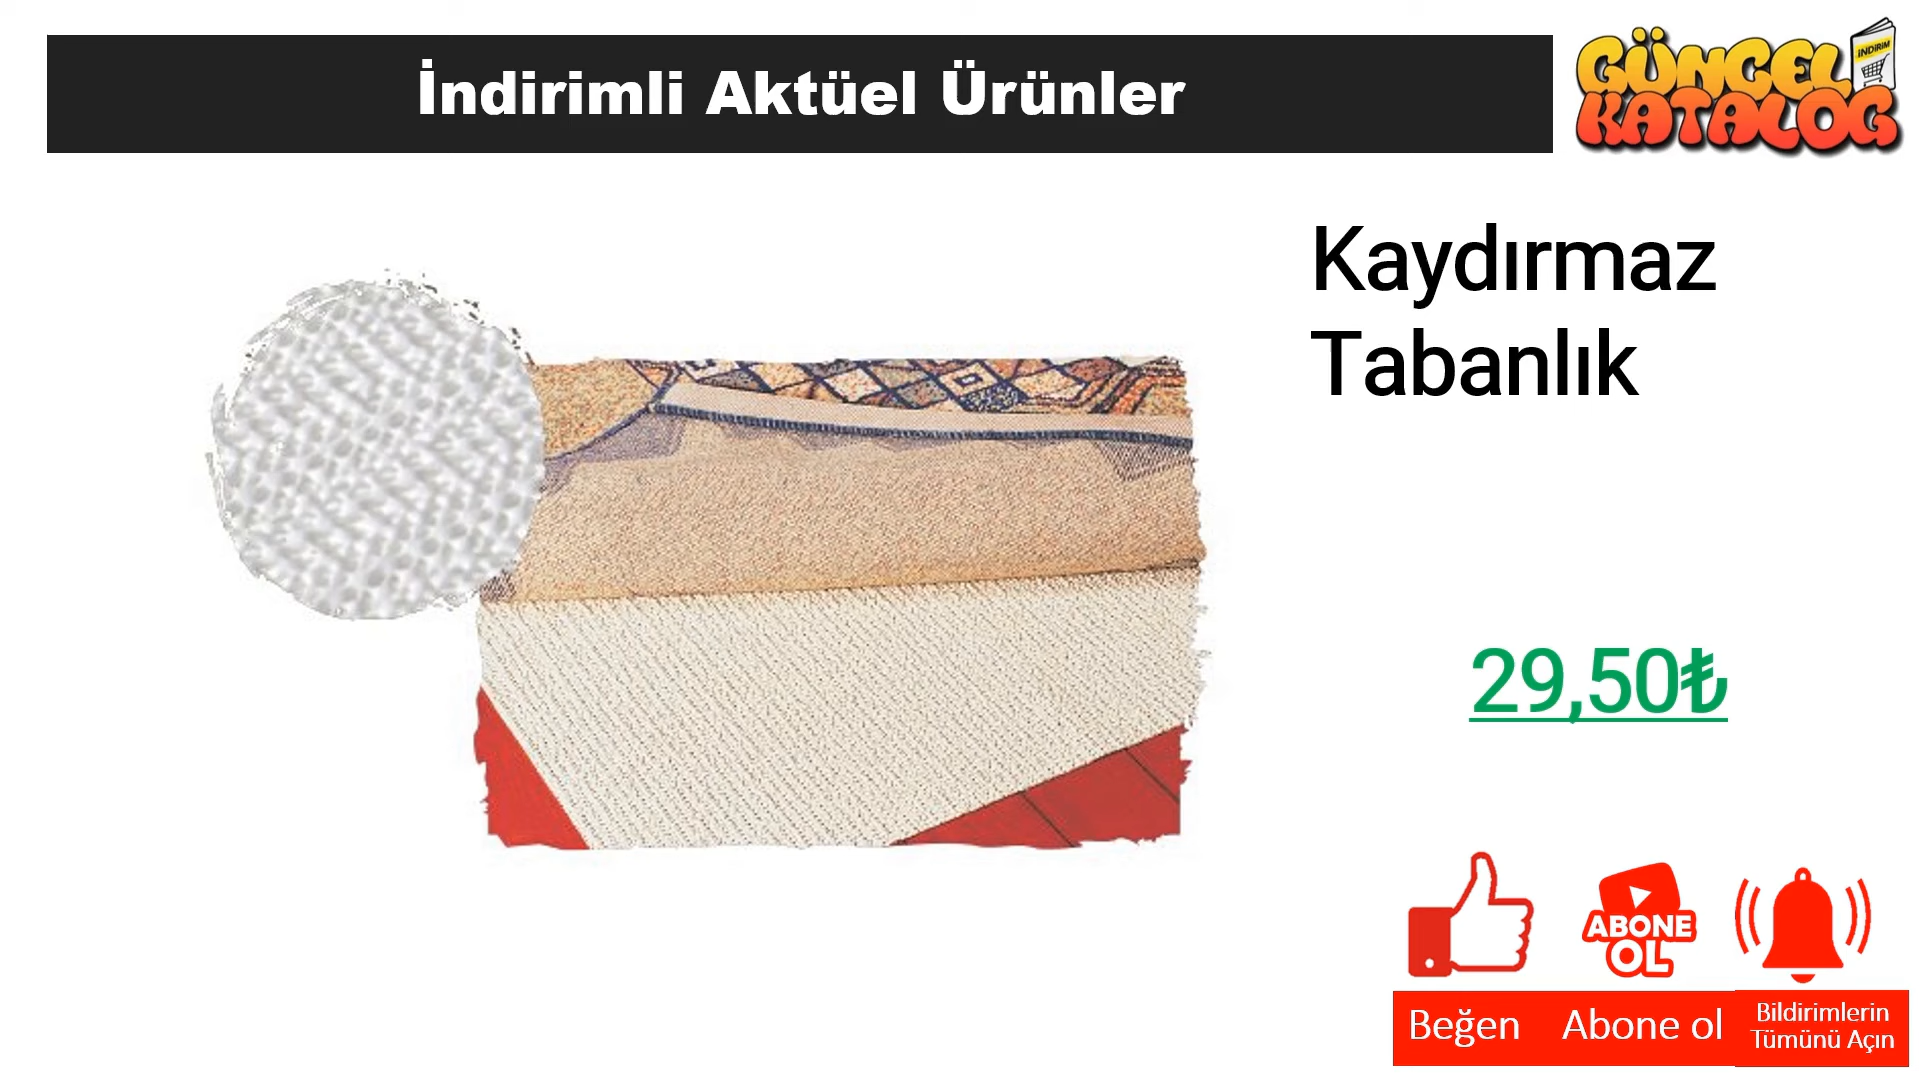 İndirimli Aktüel Ürünler
GÜNCEL
İNDİRİM
KATALOG
Kaydırmaz
Tabanlık
29,50₺
ABONE
OL
Beğen
Abone ol
Bildirimlerin
Tümünü Açın